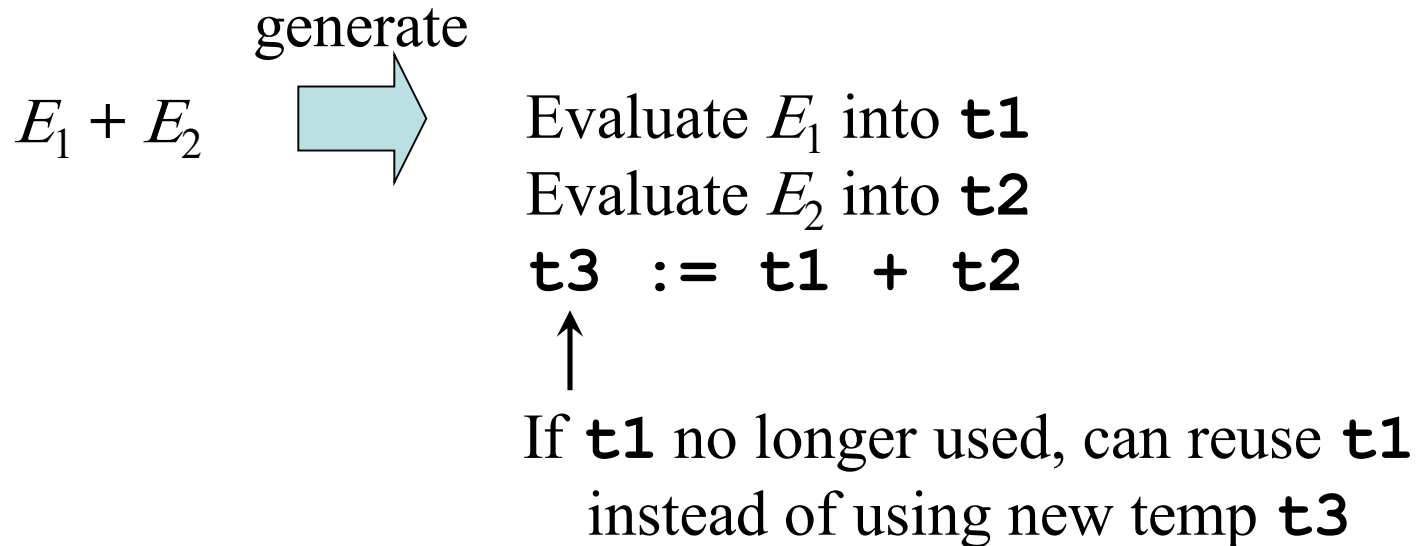 generate
E₁ + E₂
Evaluate E₁ into t1
Evaluate E₂ into t2
t3 := t1 + t2
If t1 no longer used, can reuse t1
instead of using new temp t3